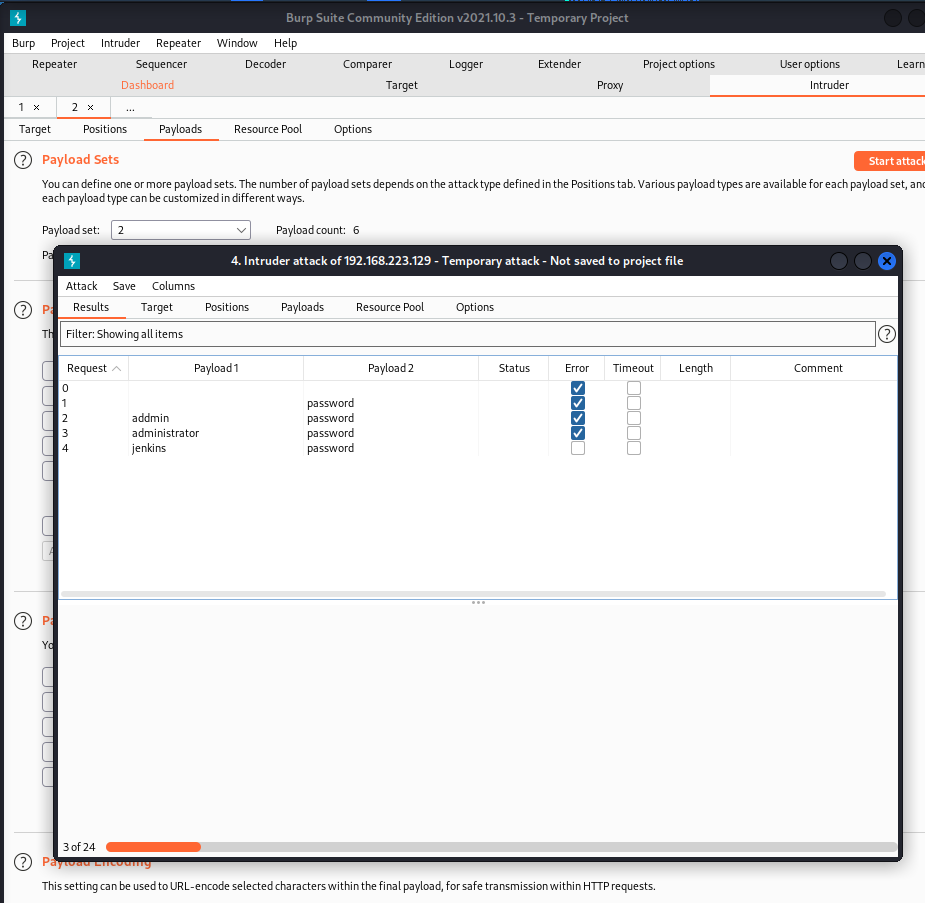 Burp Suite Community Edition v2021.10.3 - Temporary Project
Burp Project Intruder Repeater Window Help
Repeater Sequencer Decoder Comparer Logger Extender Project options User options Learn
Dashboard Target Proxy Intruder
1 × 2 × ...
Target Positions Payloads Resource Pool Options
? Payload Sets Start attack
You can define one or more payload sets. The number of payload sets depends on the attack type defined in the Positions tab. Various payload types are available for each payload set, and
each payload type can be customized in different ways.
Payload set: 2 Payload count: 6
Pa
4. Intruder attack of 192.168.223.129 - Temporary attack - Not saved to project file
Attack Save Columns
Results Target Positions Payloads Resource Pool Options
Filter: Showing all items ?
Request Payload 1 Payload 2 Status Error Timeout Length Comment
0
1 password
2 addmin password
3 administrator password
4 jenkins password
3 of 24
? Pa
Th
A
? Pa
Yo
? Payload Encoding
This setting can be used to URL-encode selected characters within the final payload, for safe transmission within HTTP requests.